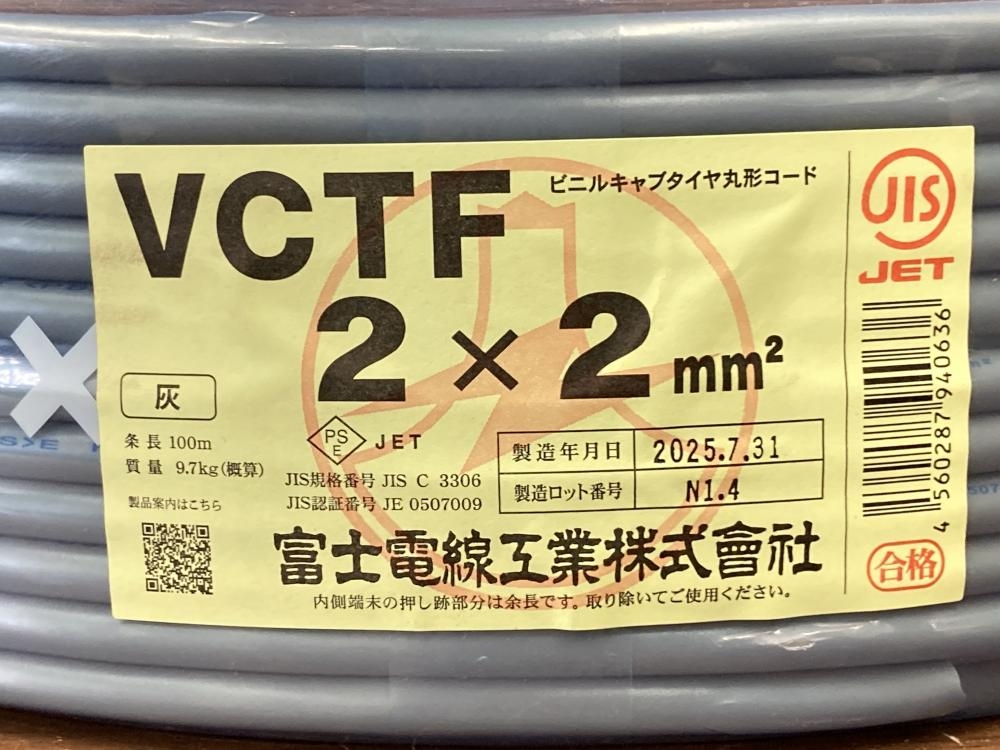 VCTF
ビニルキャブタイヤ丸形コード
2×2mm²
JIS
JET
灰
条長 100m
質量 9.7kg(概算)
製品案内はこちら
PS
E
JET
JIS規格番号 JIS C 3306
JIS認証番号 JE 0507009
製造年月日 2025.7.31
製造ロット番号 N1.4
富士電線工業株式會社
内側端末の押し跡部分は余長です。取り除いてご使用ください。
4 560287 940636
合格